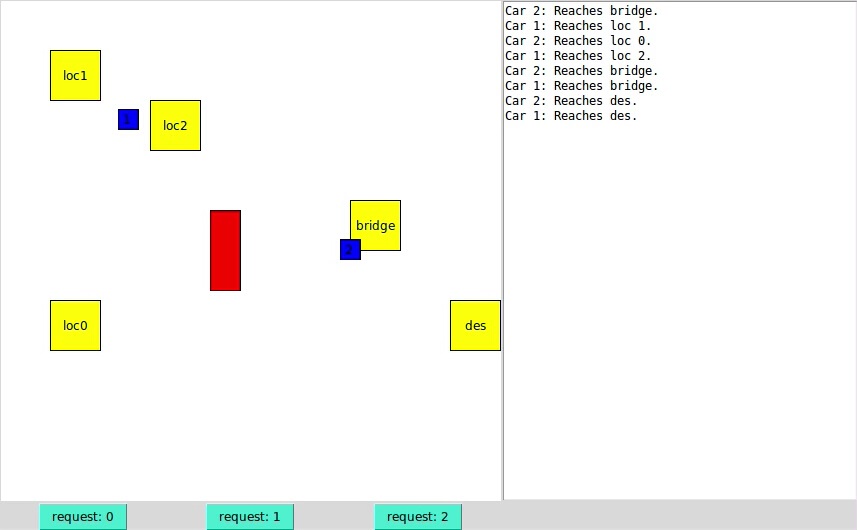 loc1
1
loc2
bridge
2
loc0
des
Car 2: Reaches bridge.
Car 1: Reaches loc 1.
Car 2: Reaches loc 0.
Car 1: Reaches loc 2.
Car 2: Reaches bridge.
Car 1: Reaches bridge.
Car 2: Reaches des.
Car 1: Reaches des.
request: 0
request: 1
request: 2